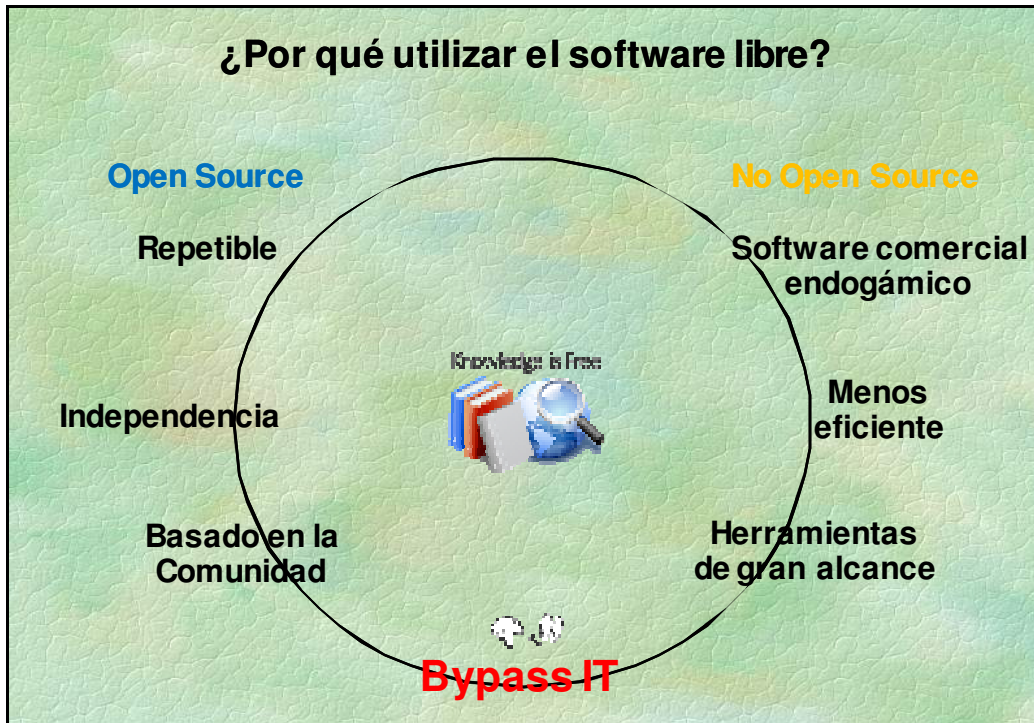 ¿Por qué utilizar el software libre?
Open Source
No Open Source
Repetible
Software comercial
endogámico
Knowledge is Free
Independencia
Menos
eficiente
Basado en la
Comunidad
Herramientas
de gran alcance
Bypass IT